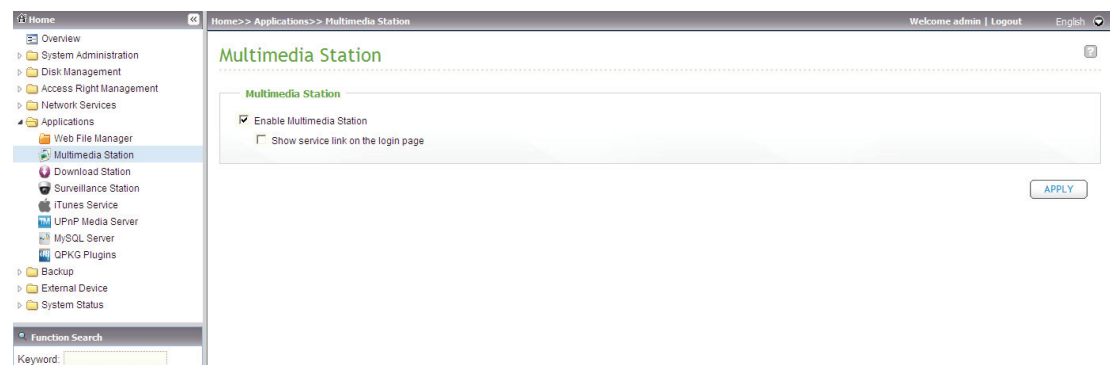 Home
Home>> Applications>> Multimedia Station
Welcome admin | Logout
English
Overview
System Administration
Disk Management
Access Right Management
Network Services
Applications
Web File Manager
Multimedia Station
Download Station
Surveillance Station
iTunes Service
UPnP Media Server
MySQL Server
QPKG Plugins
Backup
External Device
System Status
Function Search
Keyword:
Multimedia Station
?
Multimedia Station
Enable Multimedia Station
Show service link on the login page
APPLY